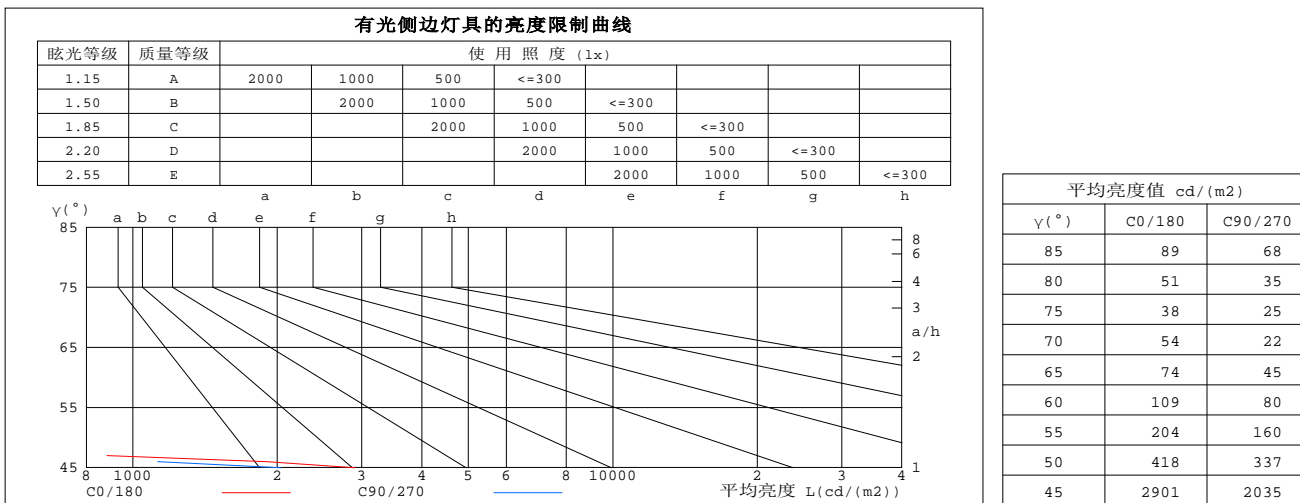 有光侧边灯具的亮度限制曲线
眩光等级 质量等级 使 用 照 度 (lx)
1.15 A 2000 1000 500 <=300
1.50 B 2000 1000 500 <=300
1.85 C 2000 1000 500 <=300
2.20 D 2000 1000 500 <=300
2.55 E 2000 1000 500 <=300
a b c d e f g h
γ(°)
a b c d e f g h
85
75
65
55
45
8
6
4
3
a/h
2
1
8 1000 2 3 4 5 6 8 10000 2 3 4
C0/180 C90/270 平均亮度 L(cd/(m2))
平均亮度值 cd/(m2)
γ(°) C0/180 C90/270
85 89 68
80 51 35
75 38 25
70 54 22
65 74 45
60 109 80
55 204 160
50 418 337
45 2901 2035